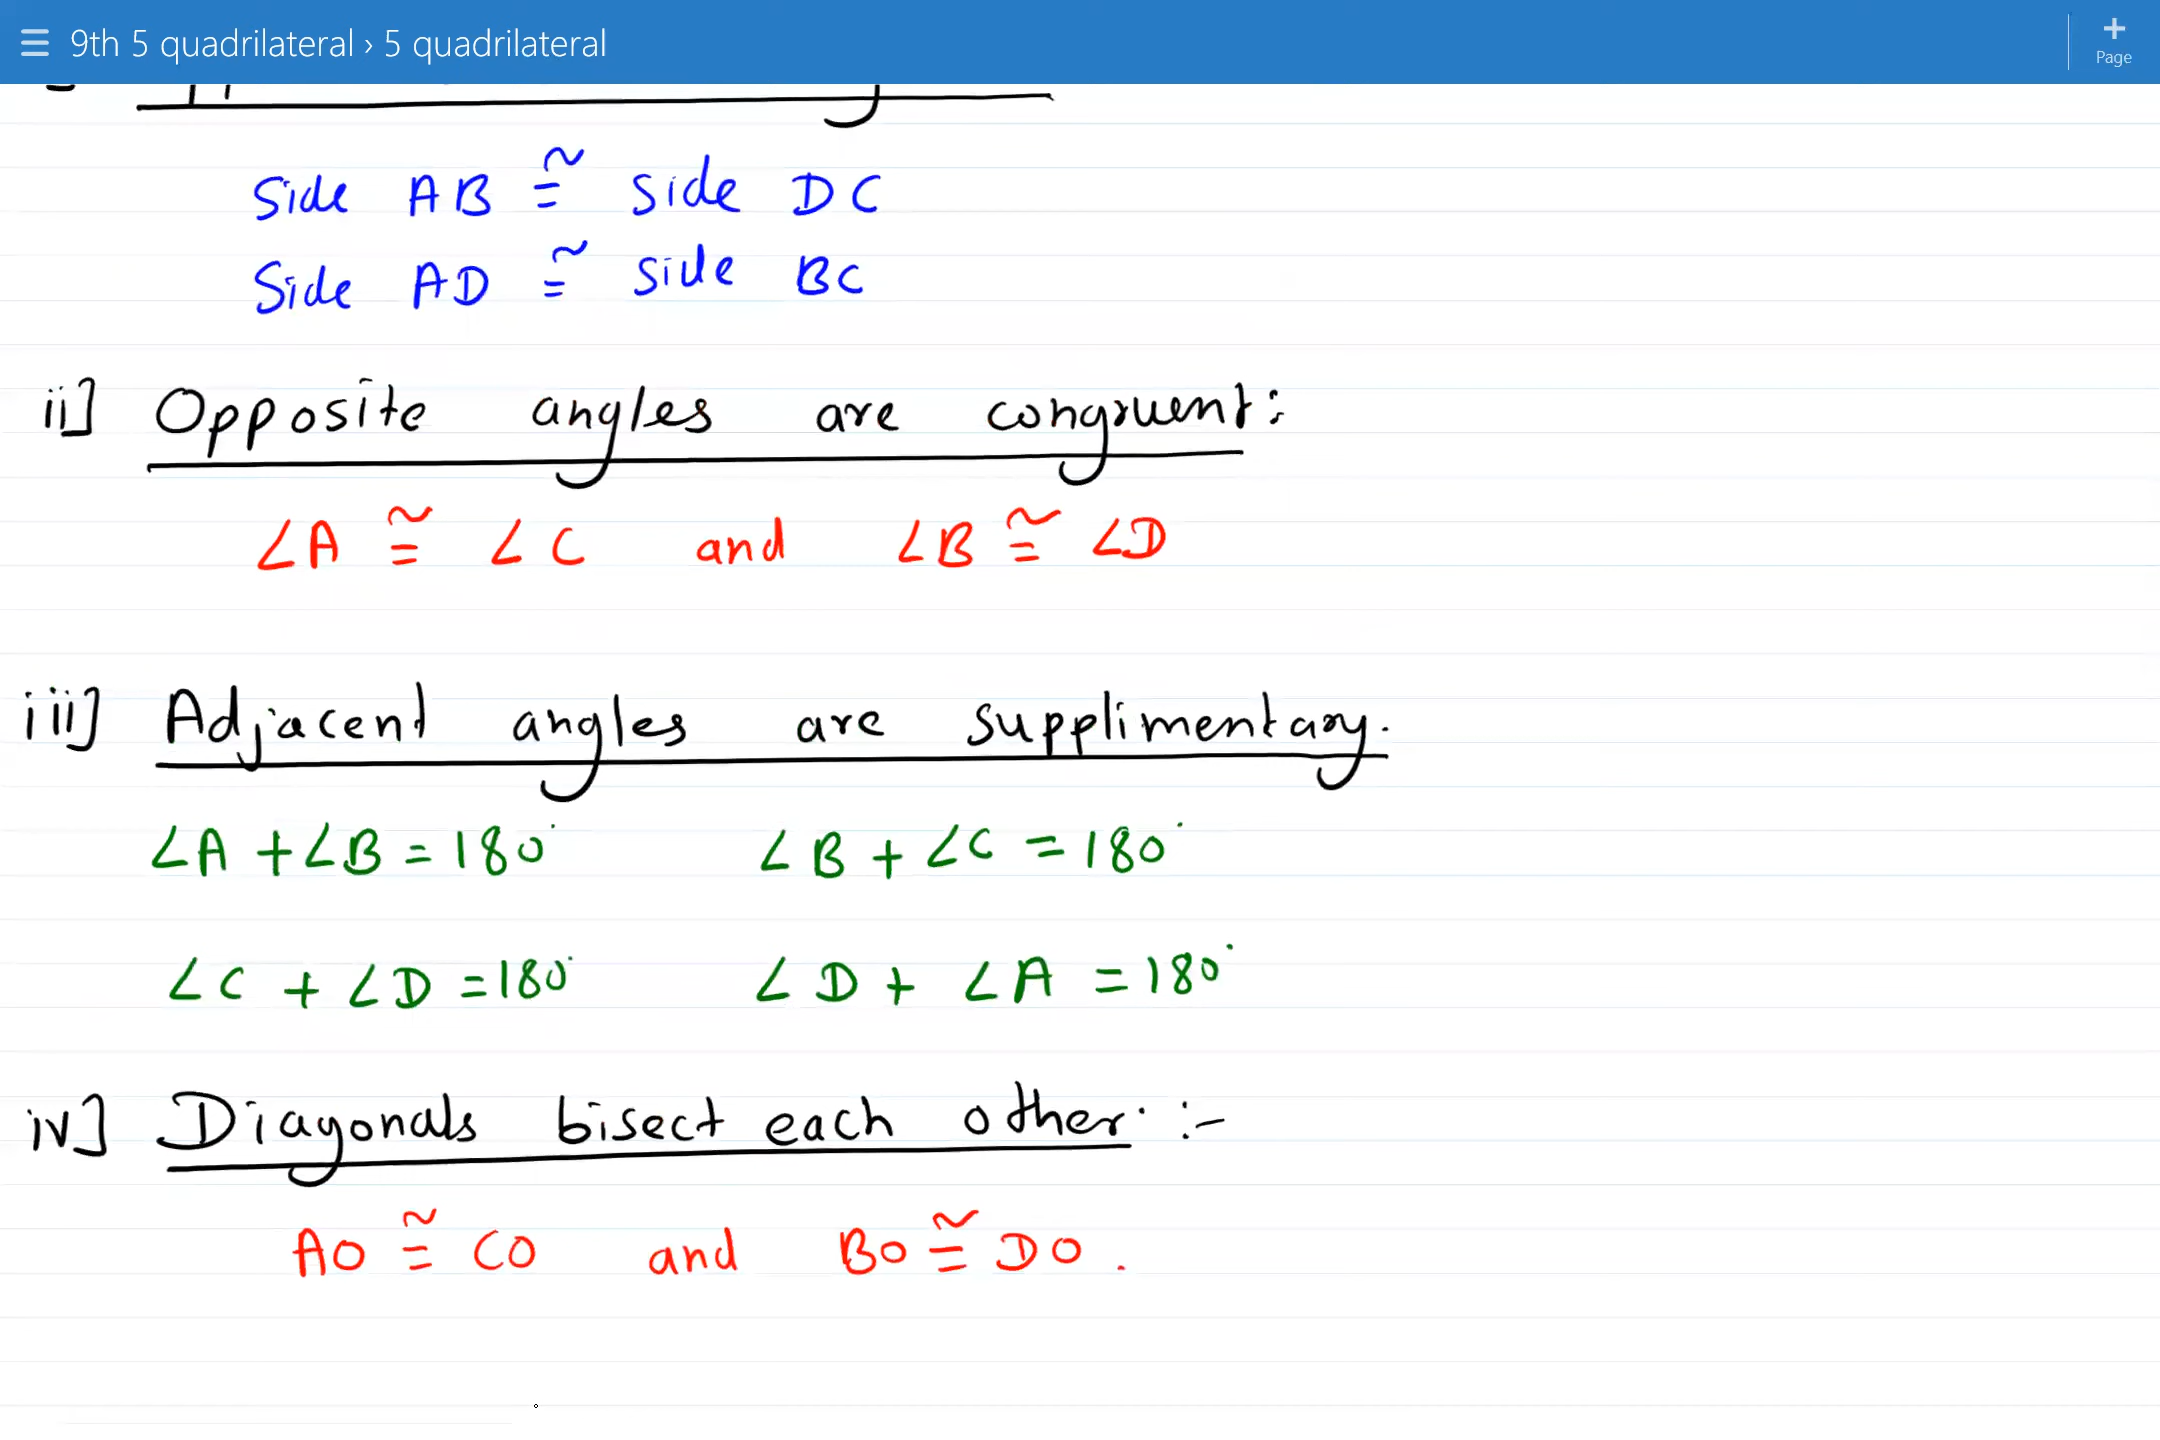 9th 5 quadrilateral › 5 quadrilateral
Page
Side AB ≅ side DC
Side AD ≅ side BC
ii] Opposite angles are congruent:
∠A ≅ ∠C and ∠B ≅ ∠D
iii] Adjacent angles are supplimentary.
∠A + ∠B = 180° ∠B + ∠C = 180°
∠C + ∠D = 180° ∠D + ∠A = 180°
iv] Diagonals bisect each other. :-
AO ≅ CO and BO ≅ DO.